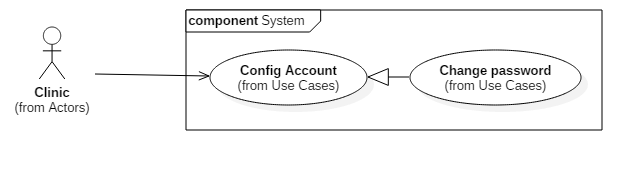 component System
Config Account
(from Use Cases)
Change password
(from Use Cases)
Clinic
(from Actors)